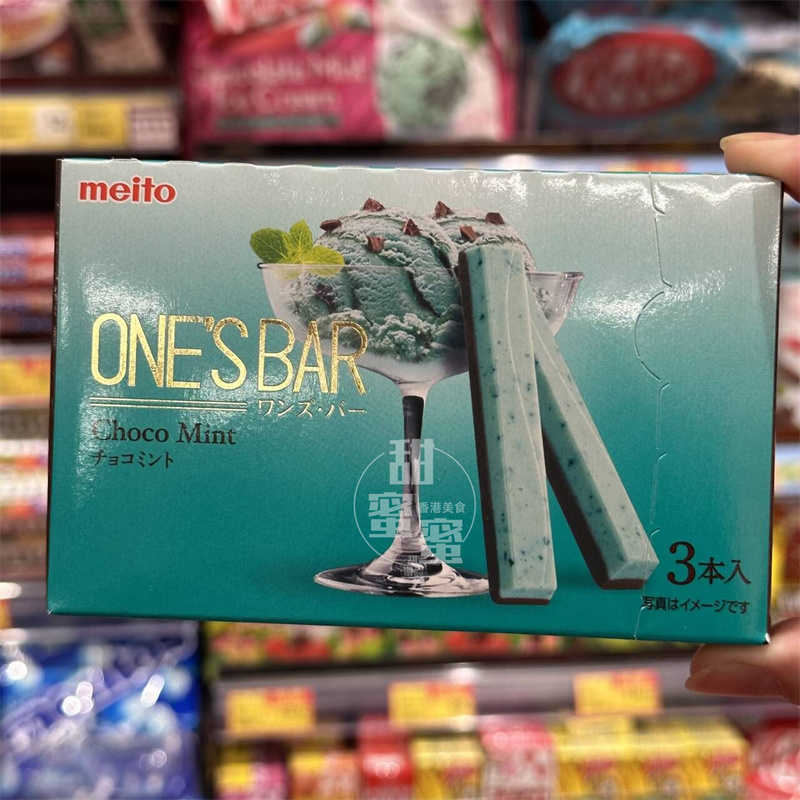 meito
ONE'S BAR
ワンズ・バー
Choco Mint
チョコミント
甜
香港美食
蜜蜜
3本入
写真はイメージです